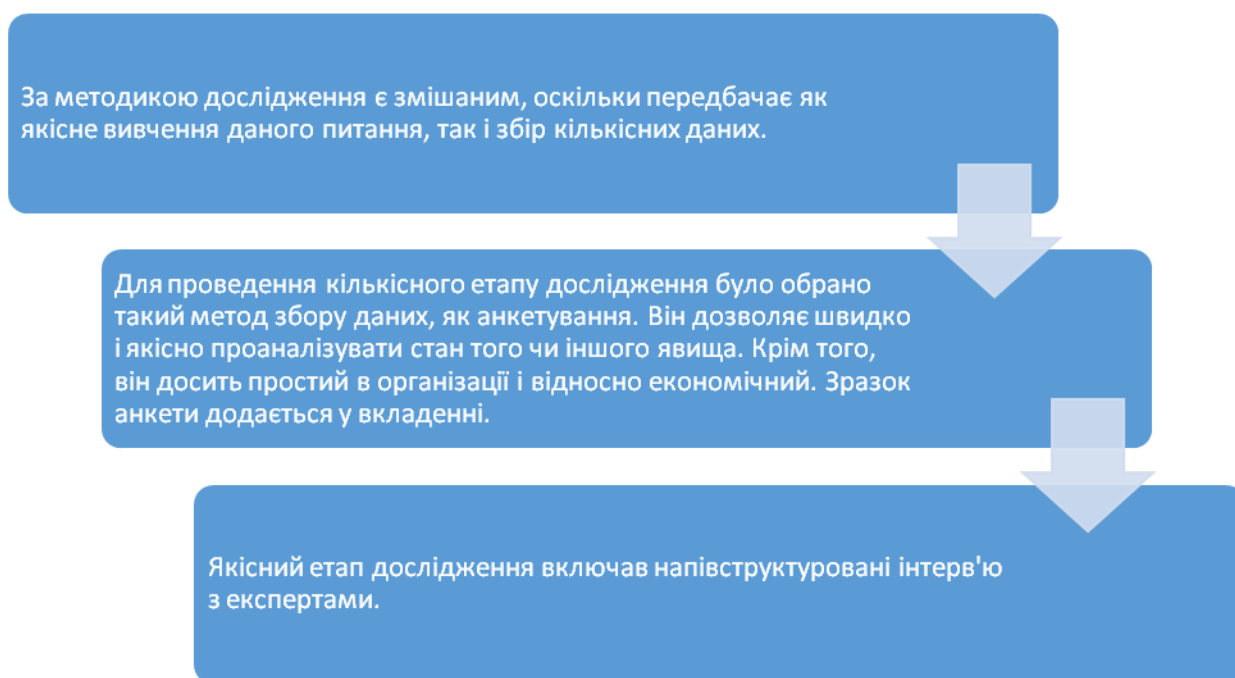 За методикою дослідження є змішаним, оскільки передбачає як
якісне вивчення даного питання, так і збір кількісних даних.
Для проведення кількісного етапу дослідження було обрано
такий метод збору даних, як анкетування. Він дозволяє швидко
і якісно проаналізувати стан того чи іншого явища. Крім того,
він досить простий в організації і відносно економічний. Зразок
анкети додається у вкладенні.
Якісний етап дослідження включав напівструктуровані інтерв'ю
з експертами.